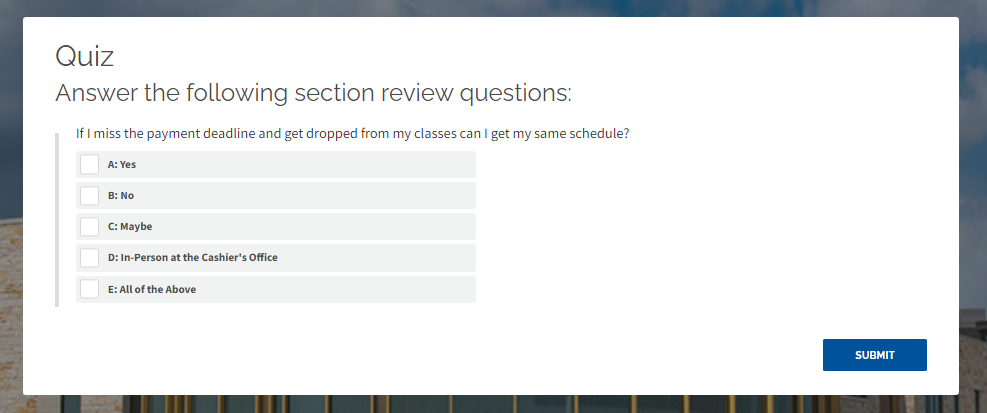 Quiz
Answer the following section review questions:
If I miss the payment deadline and get dropped from my classes can I get my same schedule?
A: Yes
B: No
C: Maybe
D: In-Person at the Cashier's Office
E: All of the Above
SUBMIT